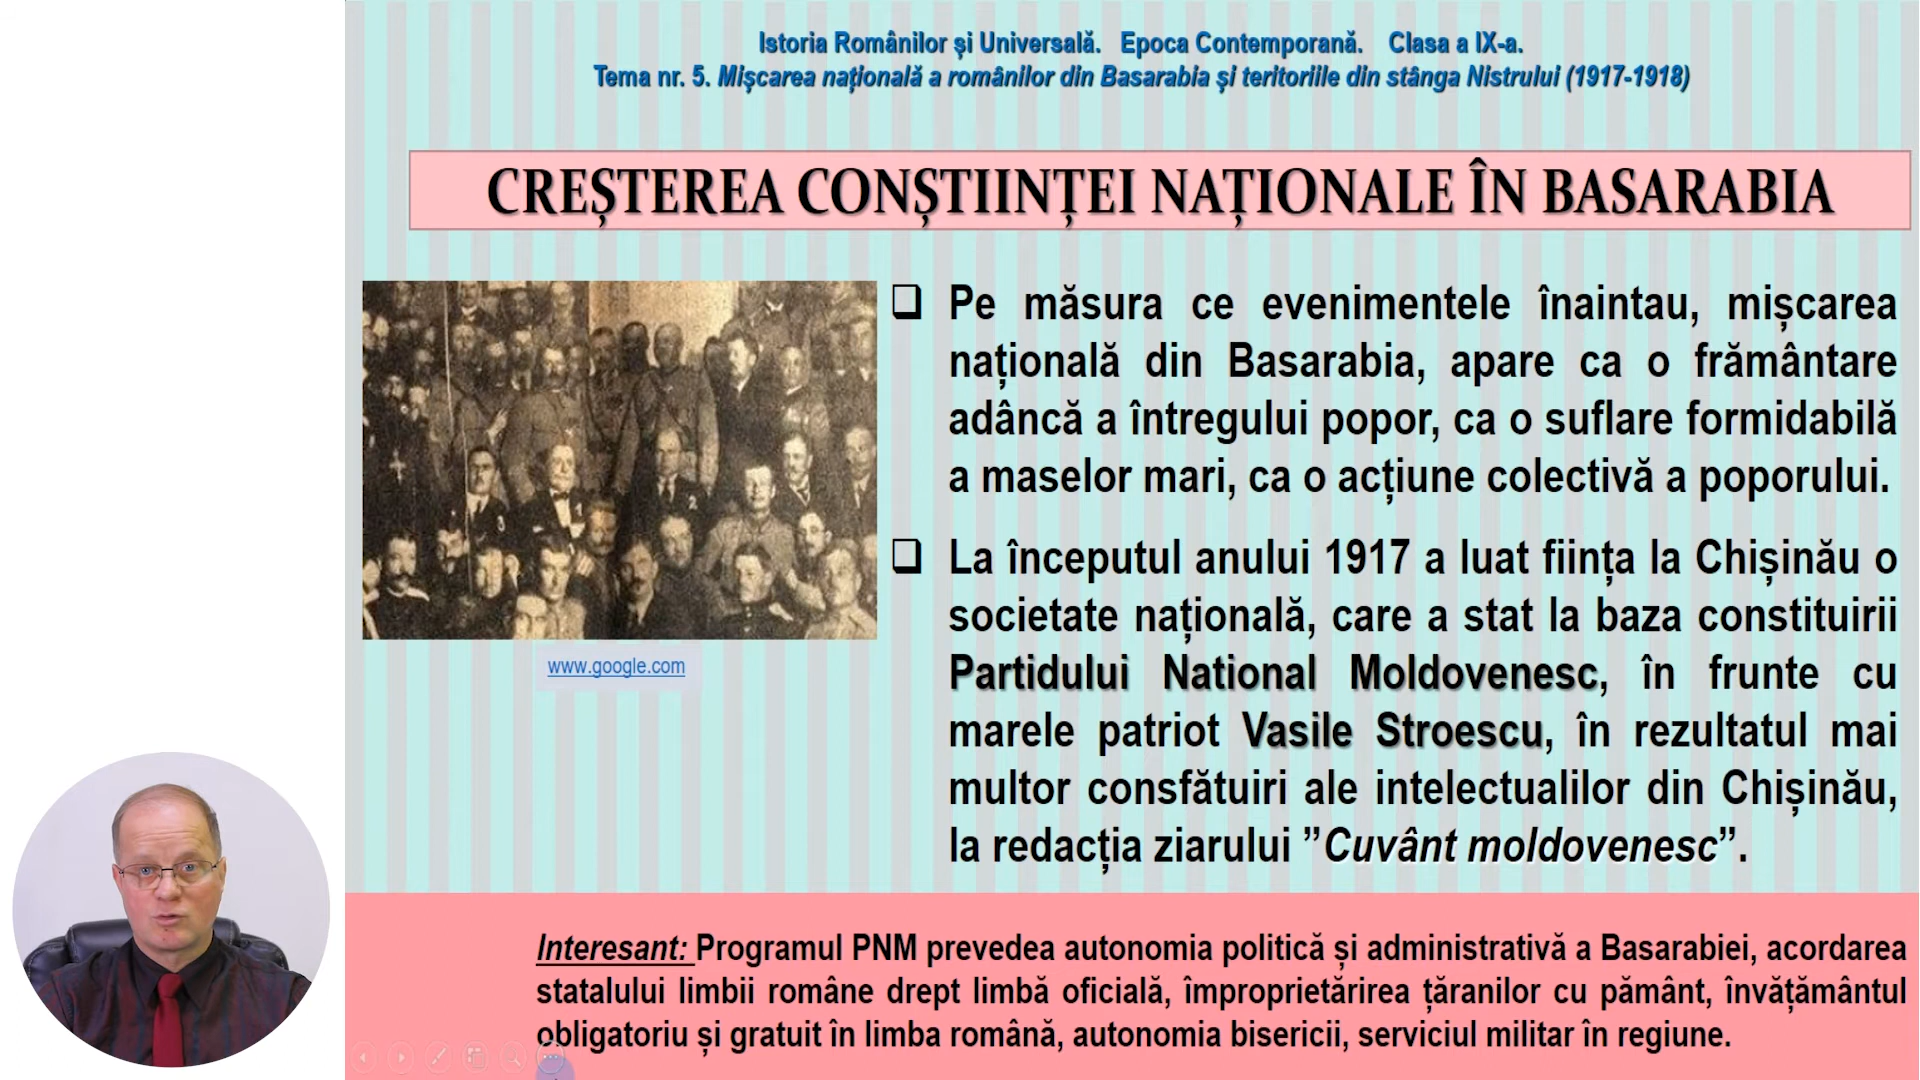 Istoria Românilor și Universală. Epoca Contemporană. Clasa a IX-a.
Tema nr. 5. Mișcarea națională a românilor din Basarabia și teritoriile din stânga Nistrului (1917-1918)
CREȘTEREA CONȘTIINȚEI NAȚIONALE ÎN BASARABIA
❑ Pe măsura ce evenimentele înaintau, mișcarea
națională din Basarabia, apare ca o frământare
adâncă a întregului popor, ca o suflare formidabilă
a maselor mari, ca o acțiune colectivă a poporului.
❑ La începutul anului 1917 a luat ființa la Chișinău o
societate națională, care a stat la baza constituirii
Partidului National Moldovenesc, în frunte cu
marele patriot Vasile Stroescu, în rezultatul mai
multor consfătuiri ale intelectualilor din Chișinău,
la redacția ziarului ”Cuvânt moldovenesc”.
1
2
3
www.google.com
Interesant: Programul PNM prevedea autonomia politică și administrativă a Basarabiei, acordarea
statalului limbii române drept limbă oficială, împroprietărirea țăranilor cu pământ, învățământul
obligatoriu și gratuit în limba română, autonomia bisericii, serviciul militar în regiune.